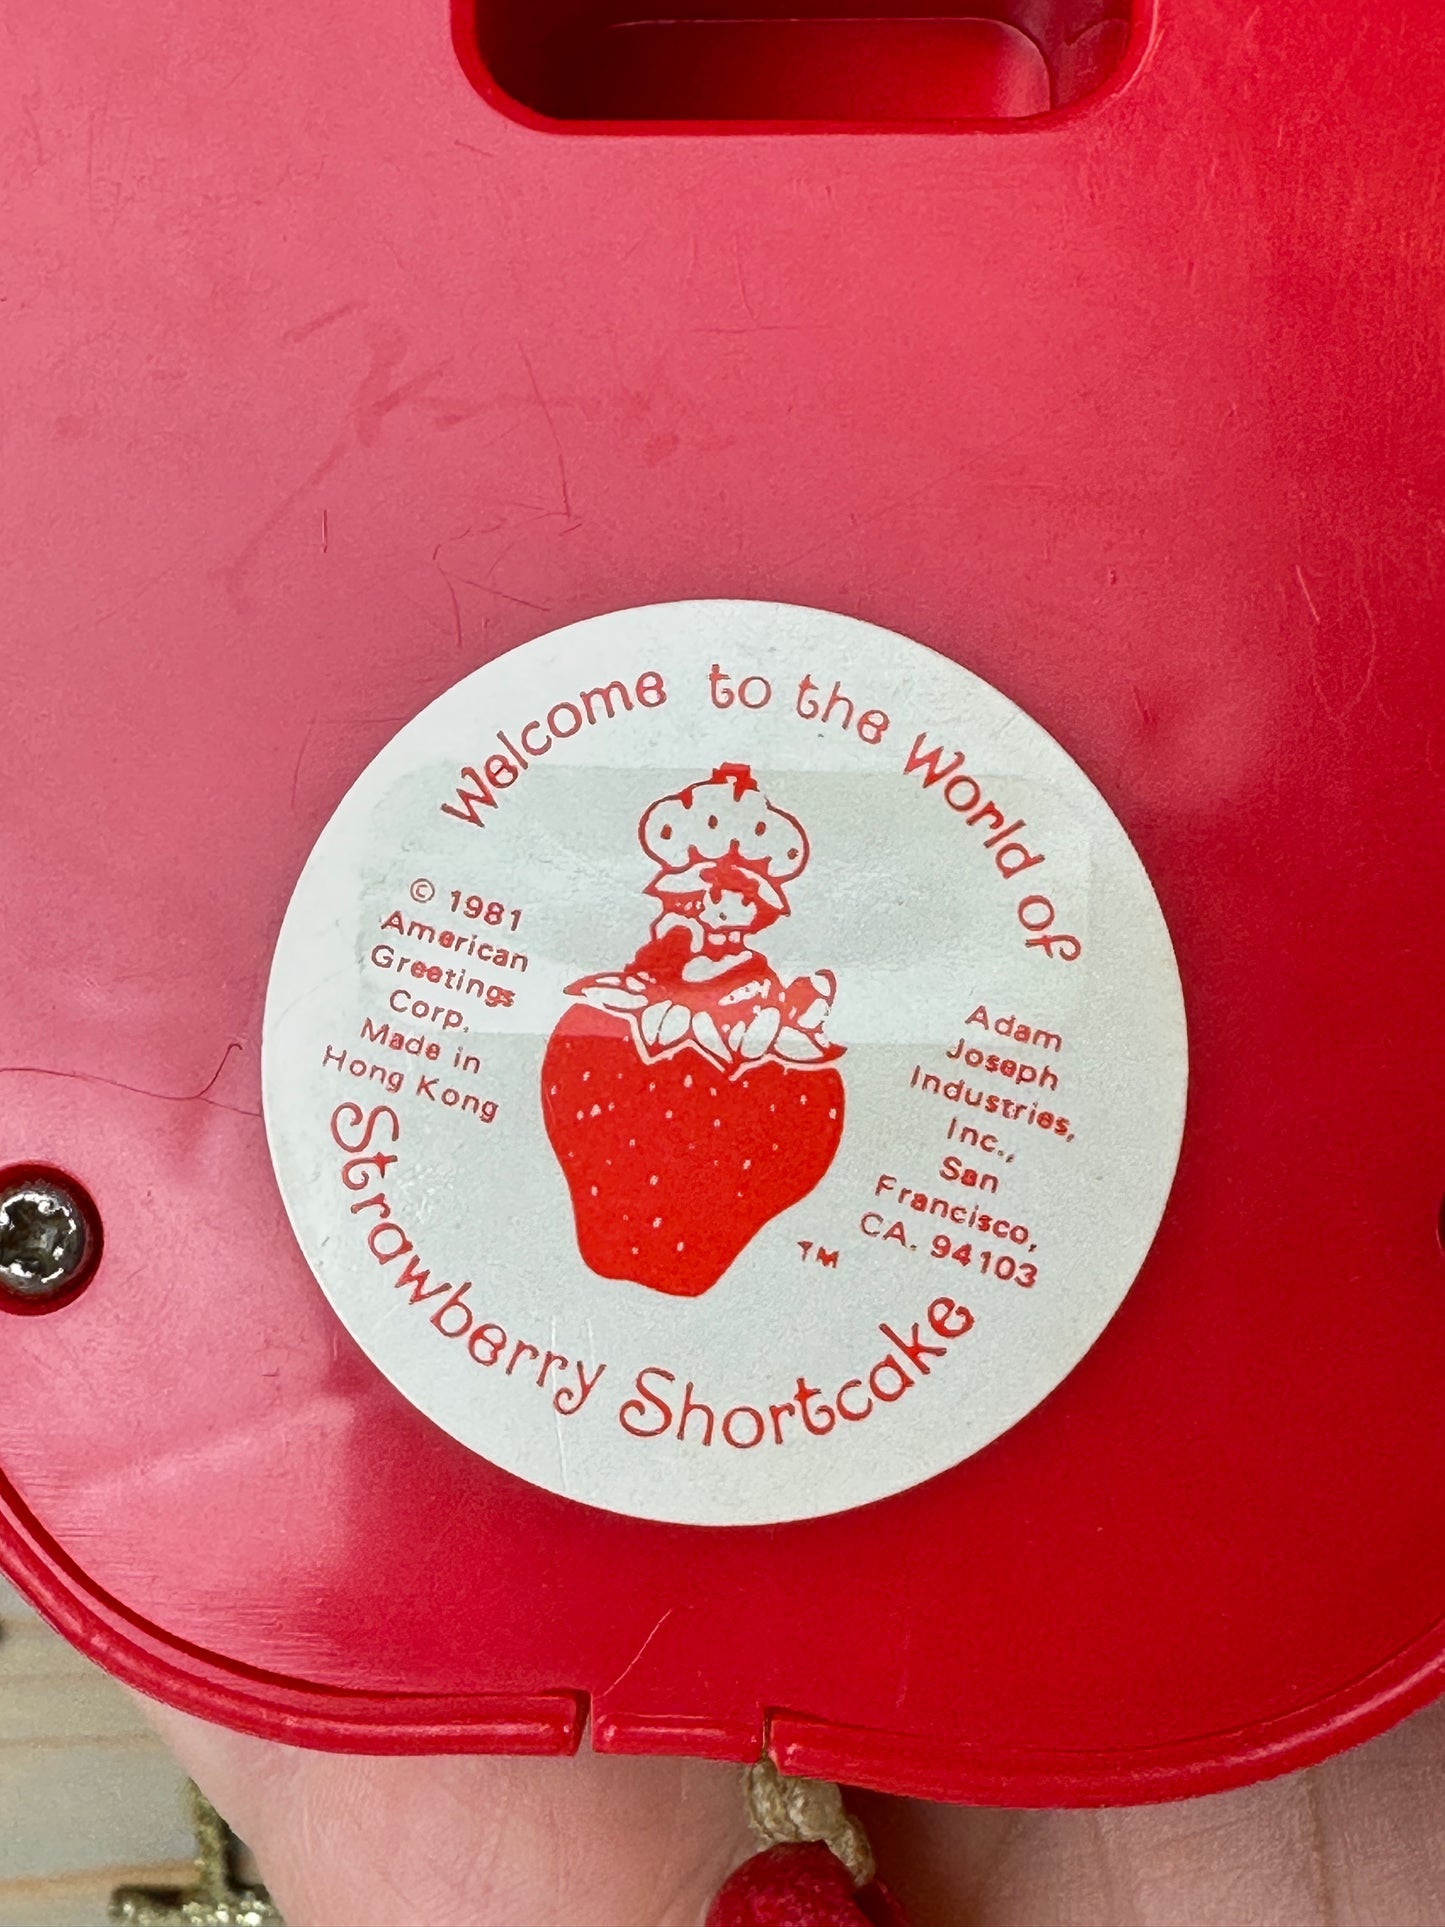 Welcome to the World of
© 1981
American
Greetings
Corp.
Made in
Hong Kong
Adam
Joseph
Industries,
Inc.,
San
Francisco,
CA. 94103
TM
Strawberry Shortcake